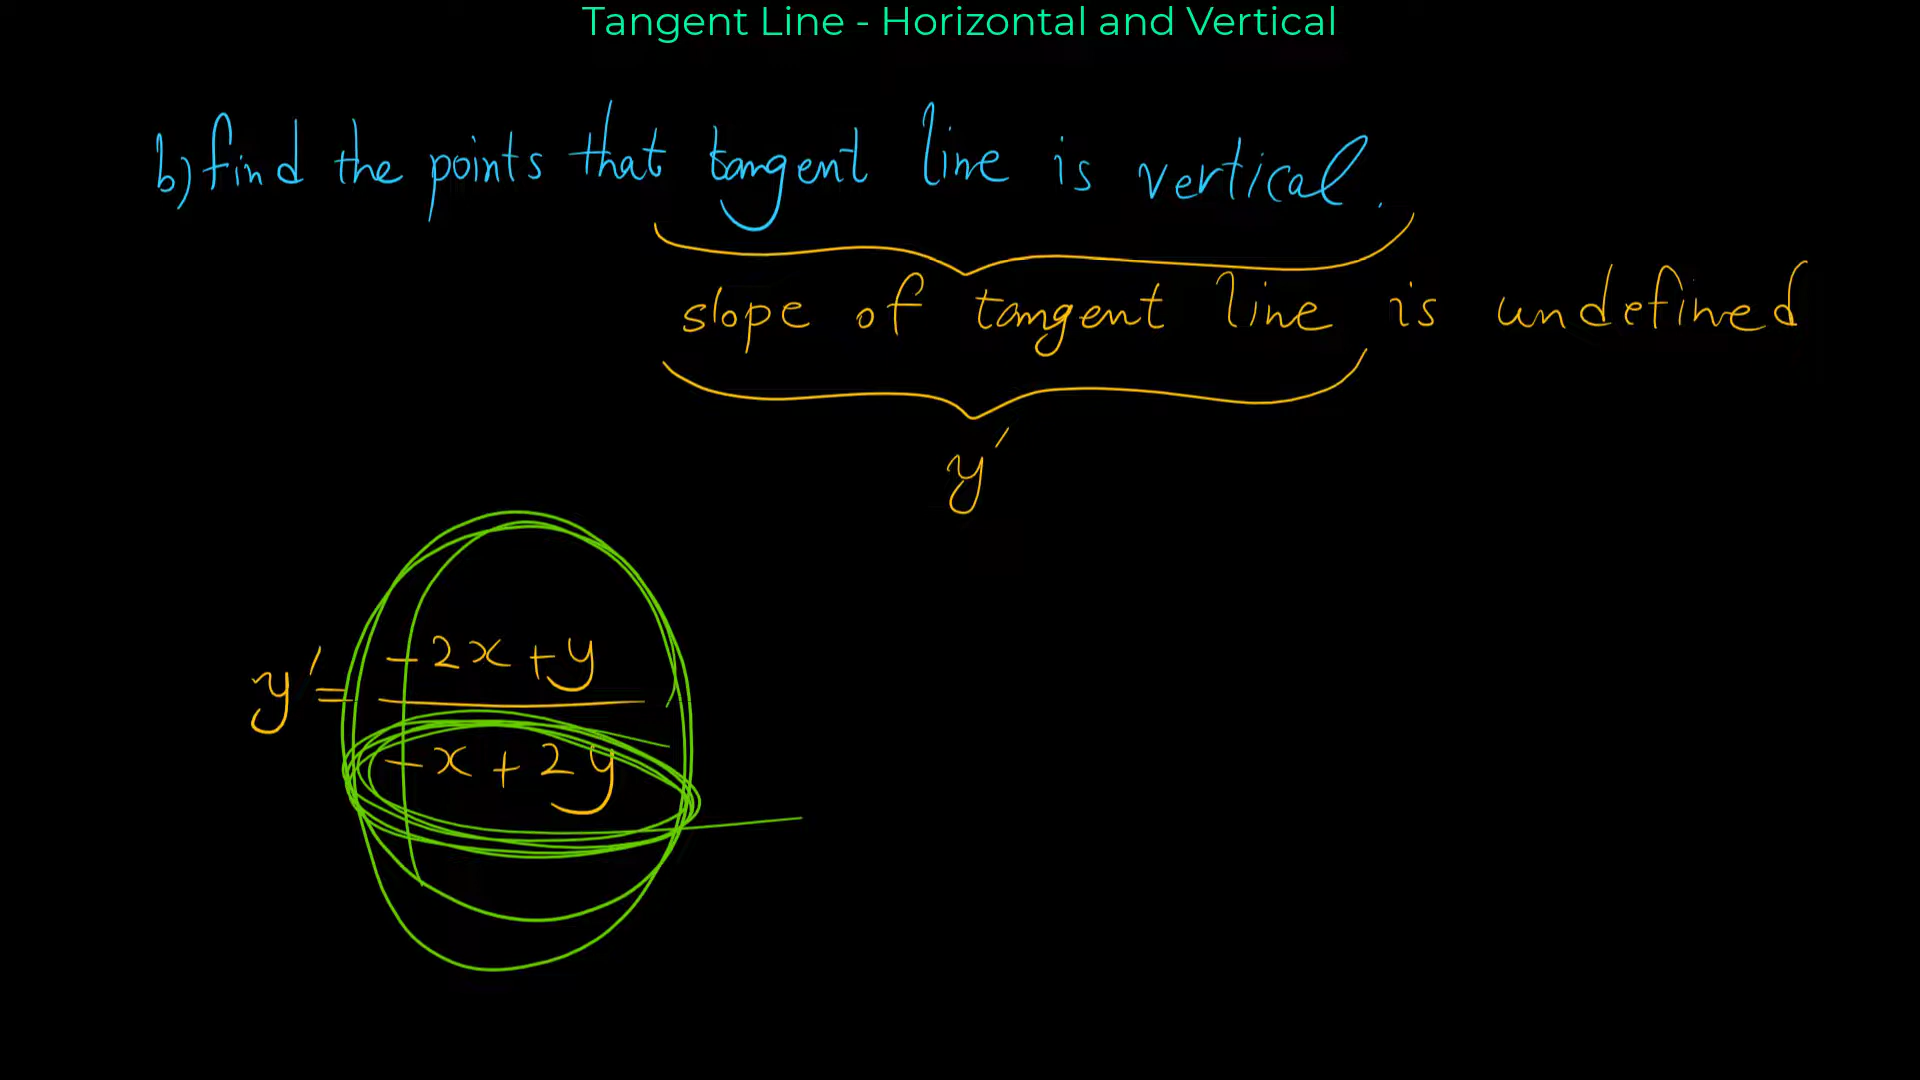 Tangent Line - Horizontal and Vertical
b) find the points that tangent line is vertical.
slope of tangent line is undefined
y'
y' = -2x + y / -x + 2y